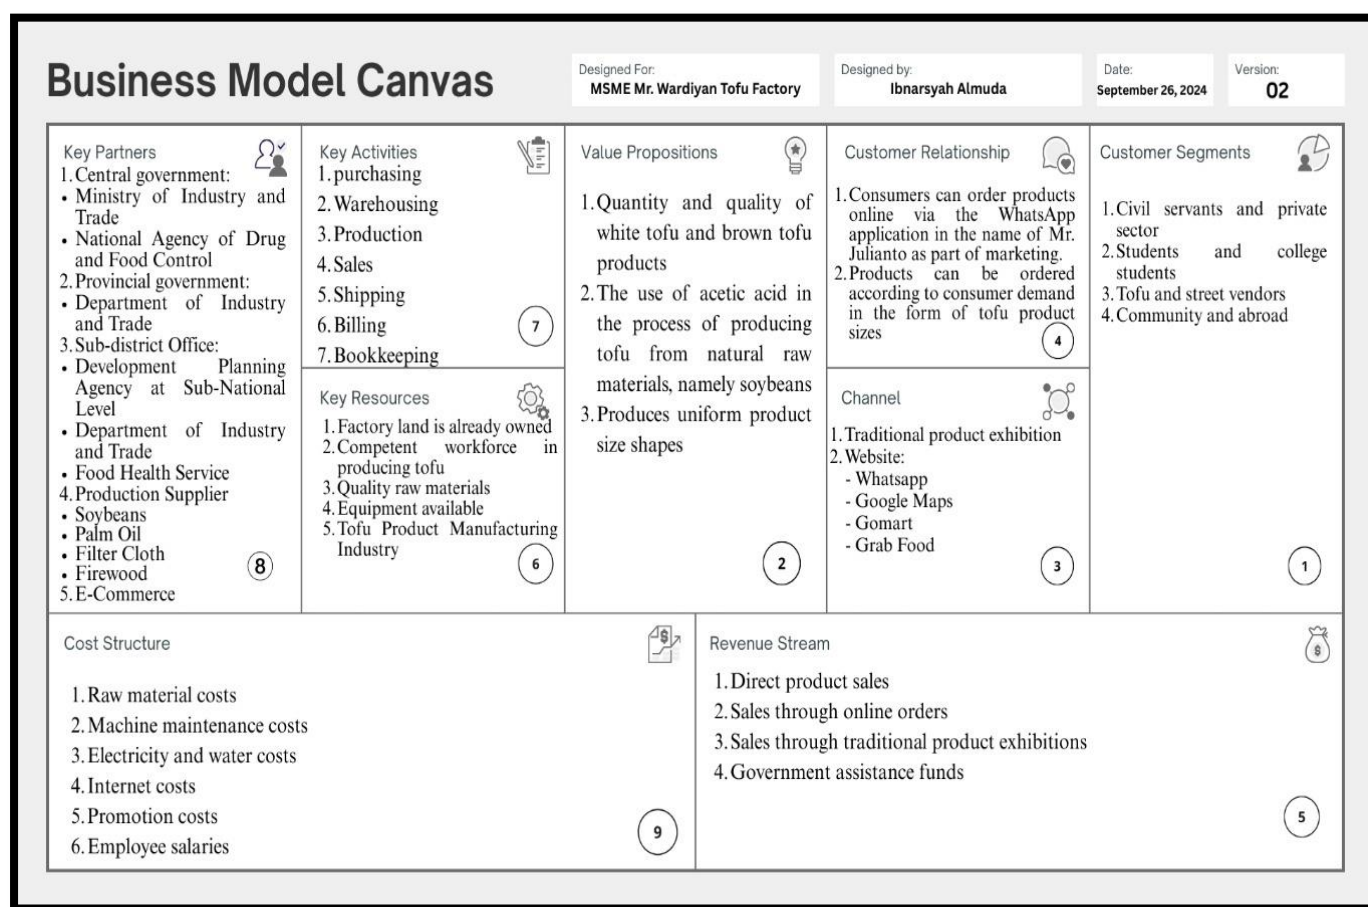 Business Model Canvas
Designed For:
MSME Mr. Wardiyan Tofu Factory
Designed by:
Ibnarsyah Almuda
Date:
September 26, 2024
Version:
02
Key Partners
1. Central government:
• Ministry of Industry and
Trade
• National Agency of Drug
and Food Control
2. Provincial government:
• Department of Industry
and Trade
3. Sub-district Office:
• Development Planning
Agency at Sub-National
Level
• Department of Industry
and Trade
• Food Health Service
4. Production Supplier
• Soybeans
• Palm Oil
• Filter Cloth
• Firewood
5. E-Commerce
8
Key Activities
1. purchasing
2. Warehousing
3. Production
4. Sales
5. Shipping
6. Billing
7. Bookkeeping
7
Key Resources
1. Factory land is already owned
2. Competent workforce in
producing tofu
3. Quality raw materials
4. Equipment available
5. Tofu Product Manufacturing
Industry
6
Value Propositions
1. Quantity and quality of
white tofu and brown tofu
products
2. The use of acetic acid in
the process of producing
tofu from natural raw
materials, namely soybeans
3. Produces uniform product
size shapes
2
Customer Relationship
1. Consumers can order products
online via the WhatsApp
application in the name of Mr.
Julianto as part of marketing.
2. Products can be ordered
according to consumer demand
in the form of tofu product
sizes
4
Channel
1. Traditional product exhibition
2. Website:
- Whatsapp
- Google Maps
- Gomart
- Grab Food
3
Customer Segments
1. Civil servants and private
sector
2. Students and college
students
3. Tofu and street vendors
4. Community and abroad
1
Cost Structure
1. Raw material costs
2. Machine maintenance costs
3. Electricity and water costs
4. Internet costs
5. Promotion costs
6. Employee salaries
9
Revenue Stream
1. Direct product sales
2. Sales through online orders
3. Sales through traditional product exhibitions
4. Government assistance funds
5